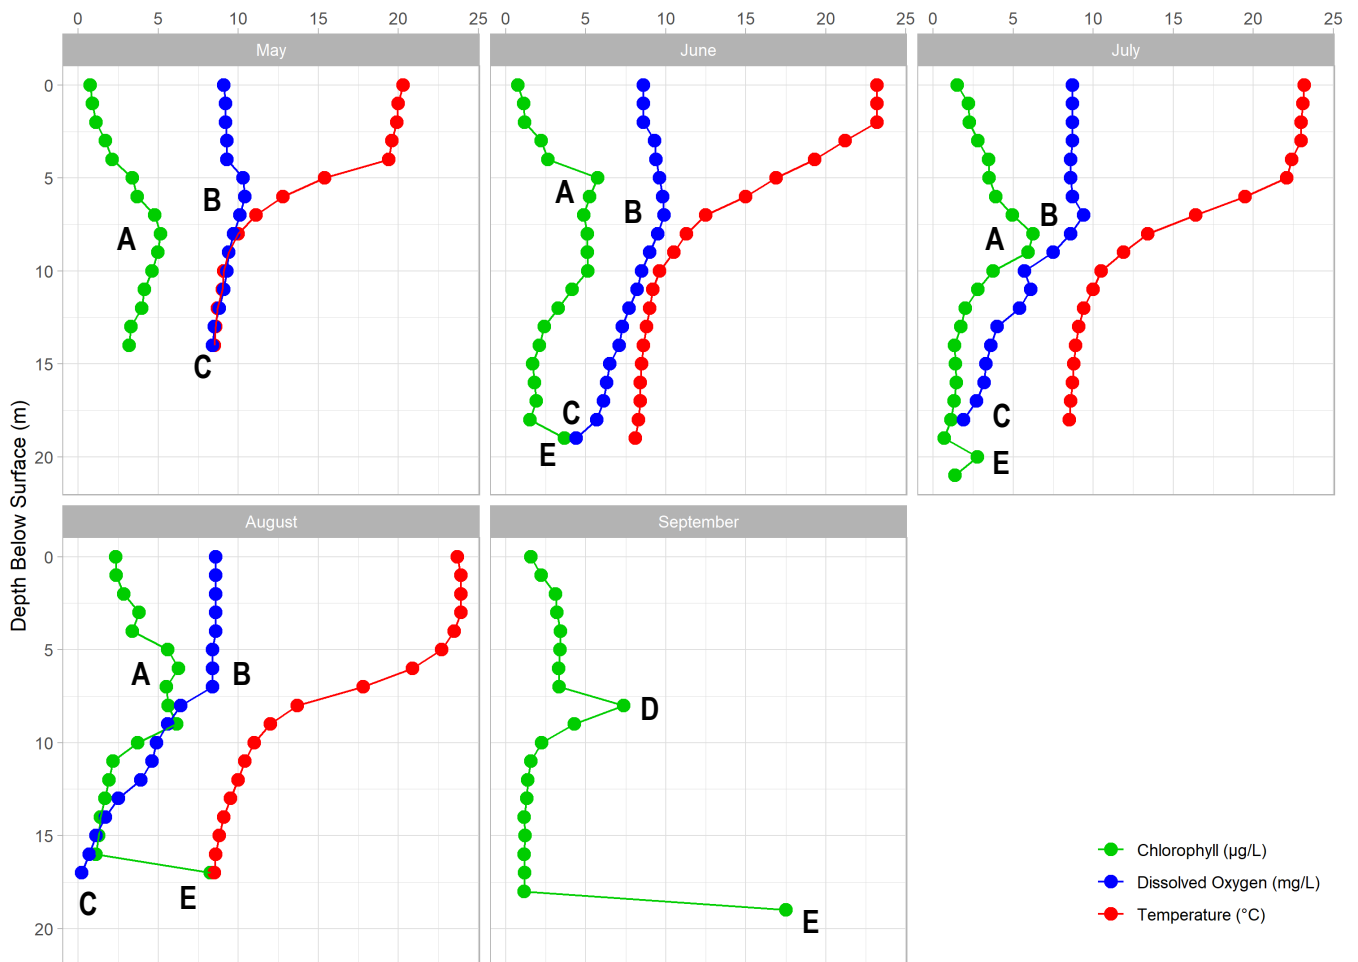 0 5 10 15 20 25
0 5 10 15 20 25
0 5 10 15 20 25
May
June
July
0
5
10
15
20
A
B
C
A
B
C
E
A
B
C
E
Depth Below Surface (m)
August
September
0
5
10
15
20
A
B
C
E
D
E
Chlorophyll (µg/L)
Dissolved Oxygen (mg/L)
Temperature (°C)